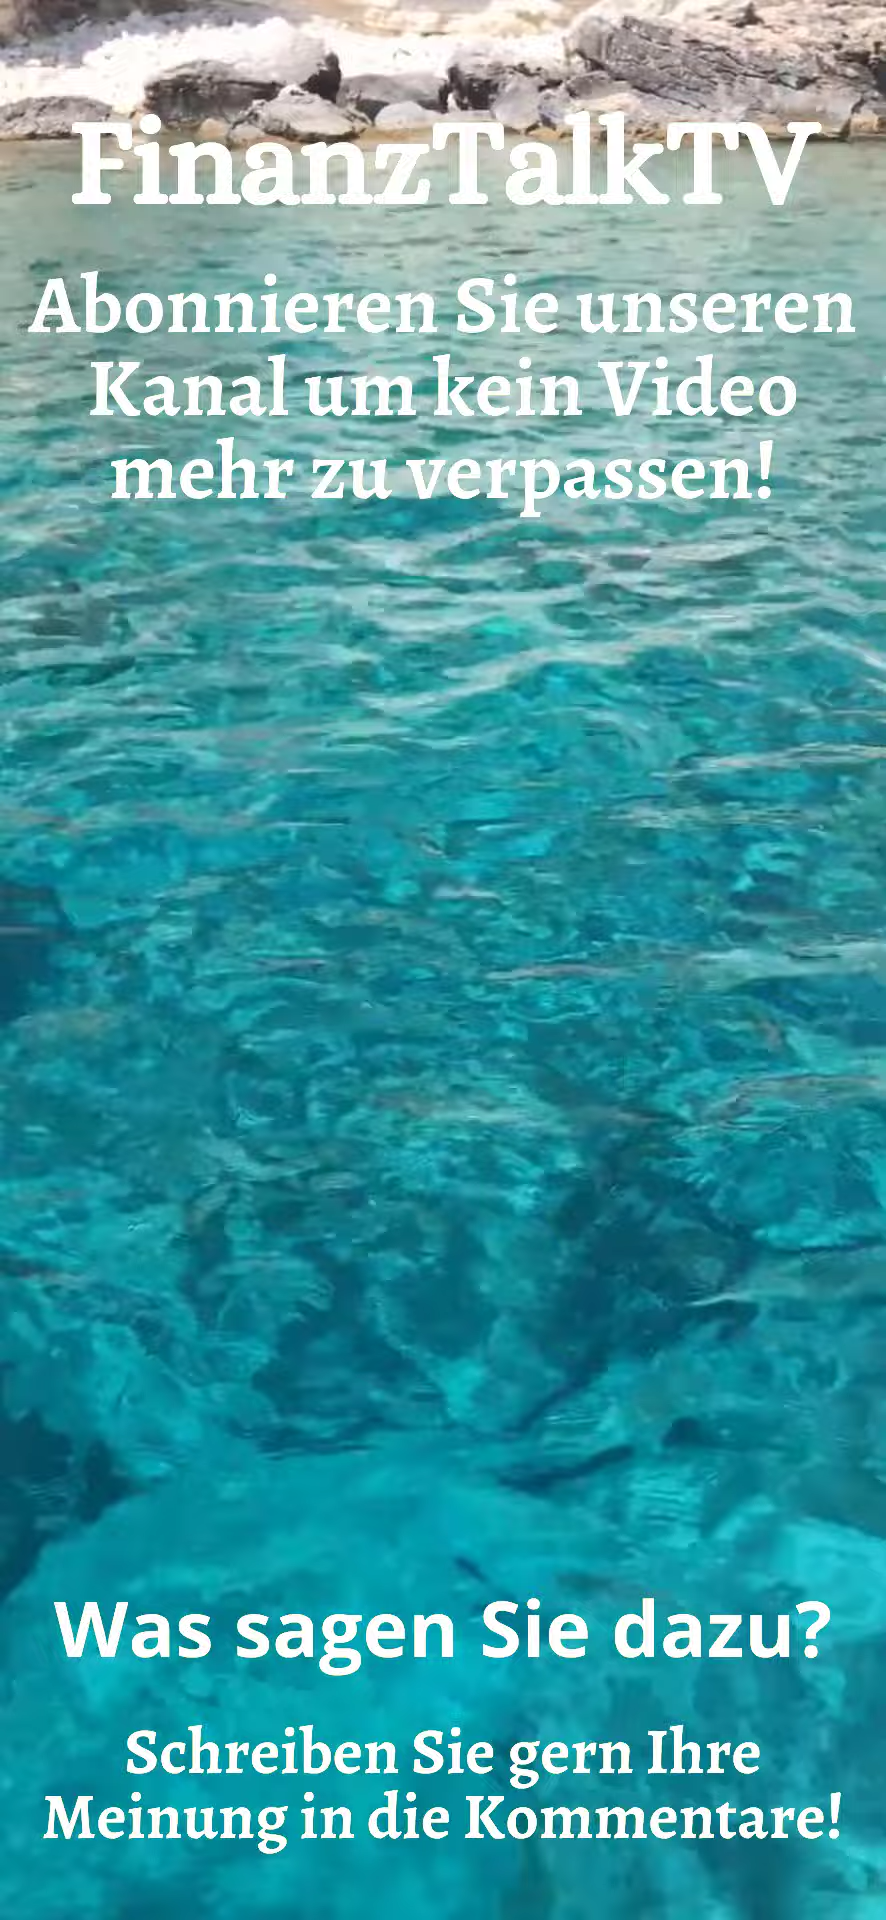 FinanzTalkTV
Abonnieren Sie unseren
Kanal um kein Video
mehr zu verpassen!
Was sagen Sie dazu?
Schreiben Sie gern Ihre
Meinung in die Kommentare!